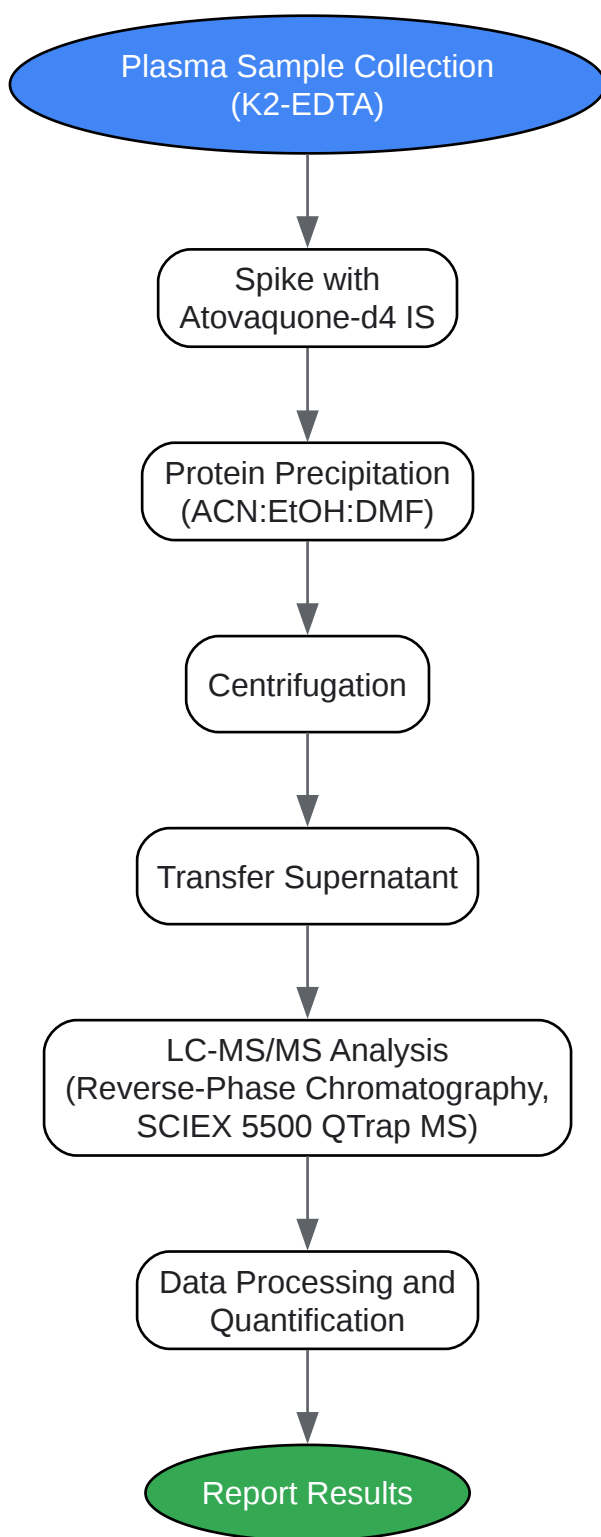 Plasma Sample Collection
(K2-EDTA)
Spike with
Atovaquone-d4 IS
Protein Precipitation
(ACN:EtOH:DMF)
Centrifugation
Transfer Supernatant
LC-MS/MS Analysis
(Reverse-Phase Chromatography,
SCIEX 5500 QTrap MS)
Data Processing and
Quantification
Report Results